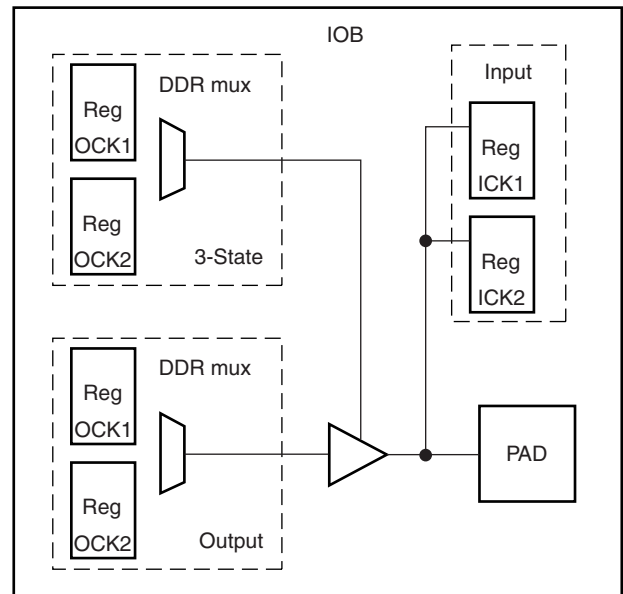 IOB
DDR mux
Reg
OCK1
Reg
OCK2
3-State
Input
Reg
ICK1
Reg
ICK2
DDR mux
Reg
OCK1
Reg
OCK2
Output
PAD